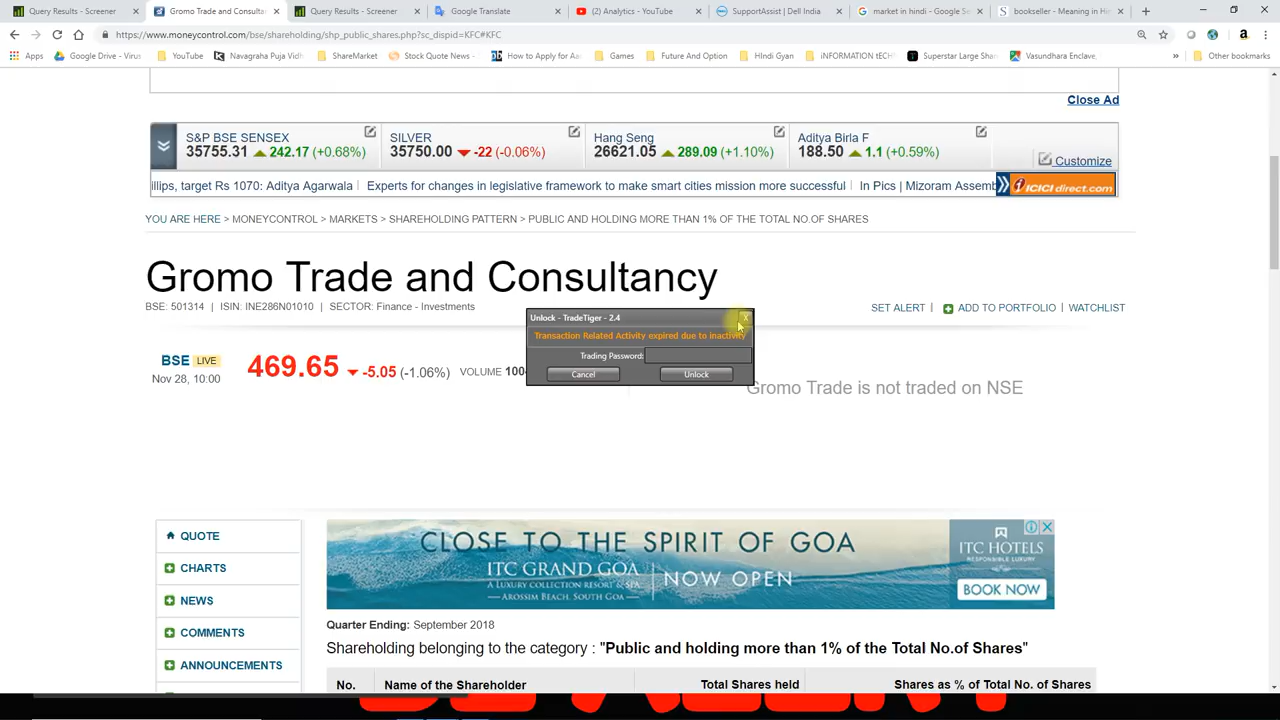 Query Results - Screener
Gromo Trade and Consultan
Query Results - Screener
Google Translate
(2) Analytics - YouTube
SupportAssist | Dell India
market in hindi - Google Se
bookseller - Meaning in Hi
https://www.moneycontrol.com/bse/shareholding/shp_public_shares.php?sc_dispid=KFC#KFC
Apps
Google Drive - Virus
YouTube
Navagraha Puja Vidh
ShareMarket
Stock Quote News -
How to Apply for Aa
Games
Future And Option
HIndi Gyan
iNFORMATION tECH
Superstar Large Shar
Vasundhara Enclave,
Other bookmarks
Close Ad
S&P BSE SENSEX
35755.31 242.17 (+0.68%)
SILVER
35750.00 -22 (-0.06%)
Hang Seng
26621.05 289.09 (+1.10%)
Aditya Birla F
188.50 1.1 (+0.59%)
Customize
illips, target Rs 1070: Aditya Agarwala | Experts for changes in legislative framework to make smart cities mission more successful | In Pics | Mizoram Assemb
ICICI direct.com
YOU ARE HERE > MONEYCONTROL > MARKETS > SHAREHOLDING PATTERN > PUBLIC AND HOLDING MORE THAN 1% OF THE TOTAL NO.OF SHARES
Gromo Trade and Consultancy
BSE: 501314 | ISIN: INE286N01010 | SECTOR: Finance - Investments
SET ALERT | ADD TO PORTFOLIO | WATCHLIST
Unlock - TradeTiger - 2.4
X
Transaction Related Activity expired due to inactivity
Trading Password:
Cancel
Unlock
BSE LIVE
Nov 28, 10:00
469.65 -5.05 (-1.06%) VOLUME 100
Gromo Trade is not traded on NSE
QUOTE
CHARTS
NEWS
COMMENTS
ANNOUNCEMENTS
CLOSE TO THE SPIRIT OF GOA
ITC GRAND GOA
A LUXURY COLLECTION RESORT & SPA
AROSSIM BEACH, SOUTH GOA
NOW OPEN
ITC HOTELS
RESPONSIBLE LUXURY
BOOK NOW
Quarter Ending: September 2018
Shareholding belonging to the category : "Public and holding more than 1% of the Total No.of Shares"
No.
Name of the Shareholder
Total Shares held
Shares as % of Total No. of Shares